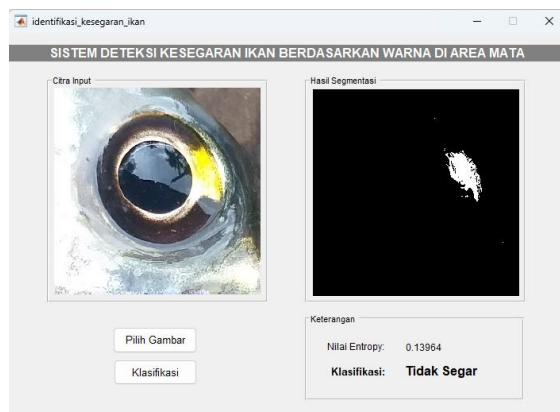 identifikasi_kesegaran_ikan
SISTEM DETEKSI KESEGARAN IKAN BERDASARKAN WARNA DI AREA MATA
Citra Input
Hasil Segmentasi
Pilih Gambar
Klasifikasi
Keterangan
Nilai Entropy: 0.13964
Klasifikasi: Tidak Segar